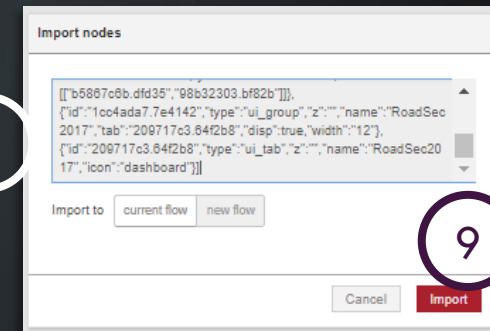 Import nodes
[["b5867c6b.dfd35","98b32303.bf82b"]]},
{"id":"1cc4ada7.7e4142","type":"ui_group","z":"","name":"RoadSec
2017","tab":"209717c3.64f2b8","disp":true,"width":"12"},
{"id":"209717c3.64f2b8","type":"ui_tab","z":"","name":"RoadSec20
17","icon":"dashboard"}]
Import to current flow new flow
9
Cancel Import